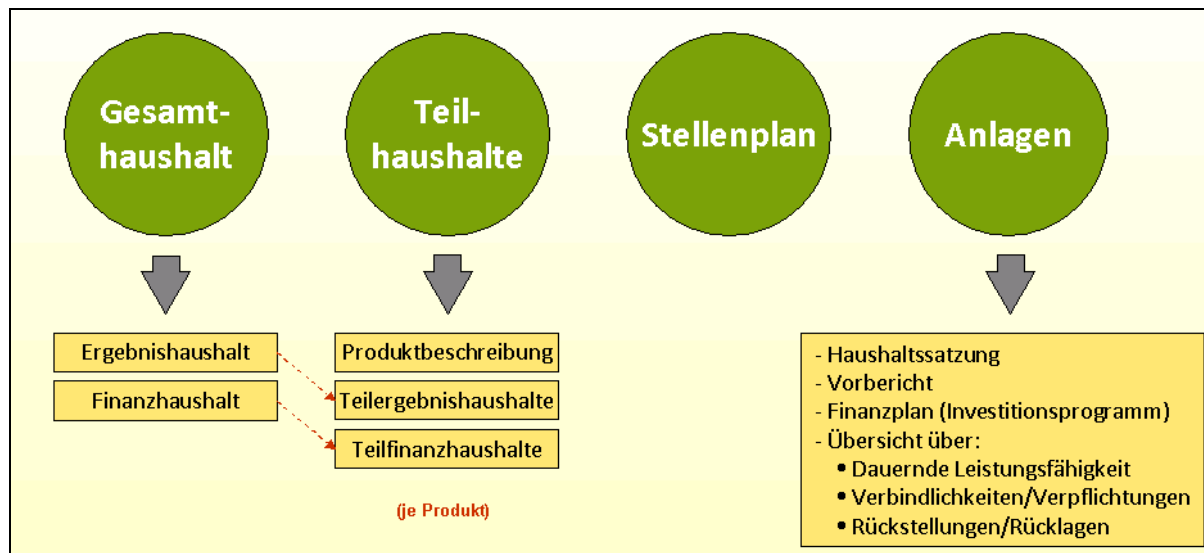 Gesamt-
haushalt
Teil-
haushalte
Stellenplan
Anlagen
Ergebnishaushalt
Finanzhaushalt
Produktbeschreibung
Teilergebnishaushalte
Teilfinanzhaushalte
(je Produkt)
- Haushaltssatzung
- Vorbericht
- Finanzplan (Investitionsprogramm)
- Übersicht über:
• Dauernde Leistungsfähigkeit
• Verbindlichkeiten/Verpflichtungen
• Rückstellungen/Rücklagen